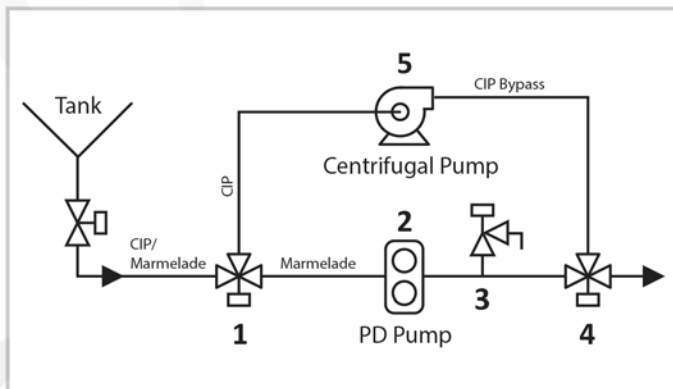 5
CIP Bypass
Tank
Centrifugal Pump
CIP
2
CIP/
Marmelade
Marmelade
3
1
PD Pump
4